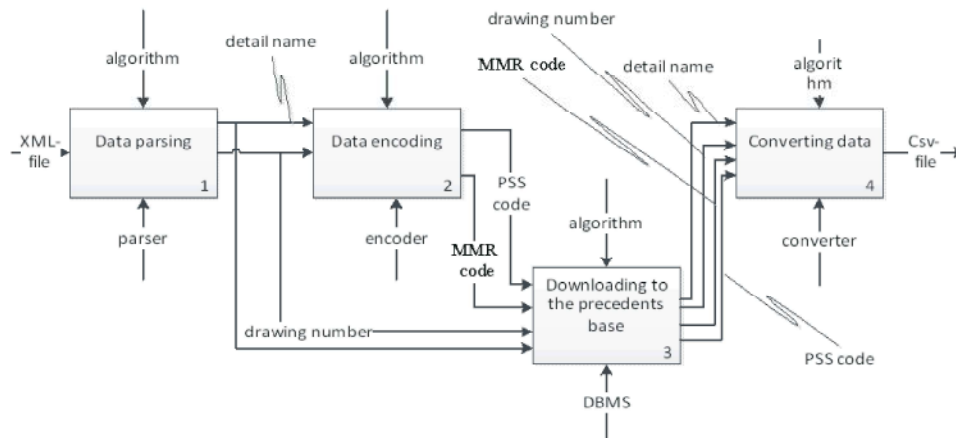 drawing number
detail name
MMR code
algorithm
algorithm
detail name
algorit
hm
XML-
file
Data parsing
1
Data encoding
2
Converting data
4
Csv-
file
PSS
code
parser
encoder
MMR
code
algorithm
converter
Downloading to
the precedents
base
3
drawing number
PSS code
DBMS